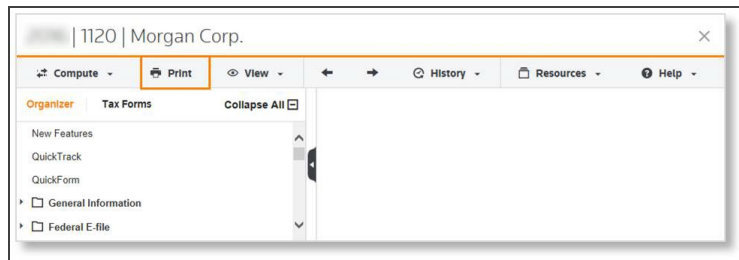 | 1120 | Morgan Corp.
Compute Print View History Resources Help
Organizer Tax Forms Collapse All
New Features
QuickTrack
QuickForm
General Information
Federal E-file